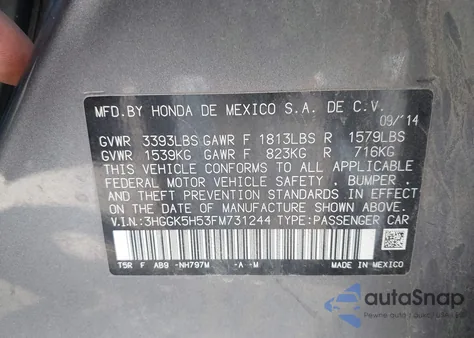 MFD.BY HONDA DE MEXICO S.A. DE C.V.
09/'14
GVWR 3393LBS GAWR F 1813LBS R 1579LBS
GVWR 1539KG GAWR F 823KG R 716KG
THIS VEHICLE CONFORMS TO ALL APPLICABLE
FEDERAL MOTOR VEHICLE SAFETY . BUMPER .
AND THEFT PREVENTION STANDARDS IN EFFECT
ON THE DATE OF MANUFACTURE SHOWN ABOVE.
V.I.N.:3HGGK5H53FM731244 TYPE:PASSENGER CAR
T5R F AB9 -NH797M -A -M MADE IN MEXICO
autaSnap